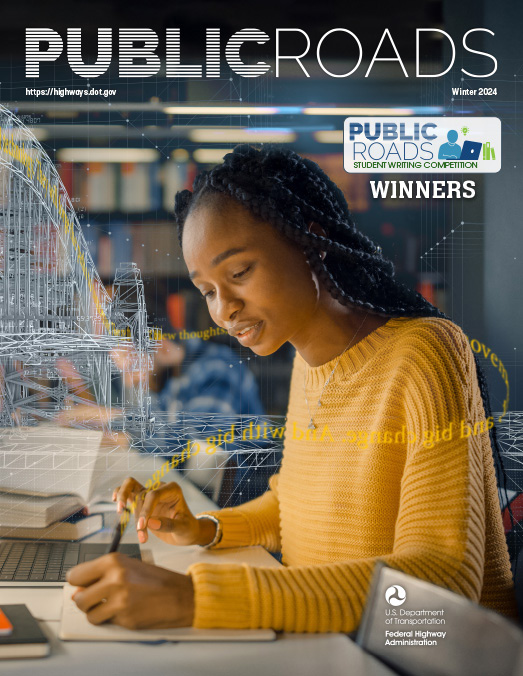 PUBLICROADS
https://highways.dot.gov
Winter 2024
PUBLIC
ROADS
STUDENT WRITING COMPETITION
WINNERS
new thoughts
and big change. And with big change
U.S. Department
of Transportation
Federal Highway
Administration